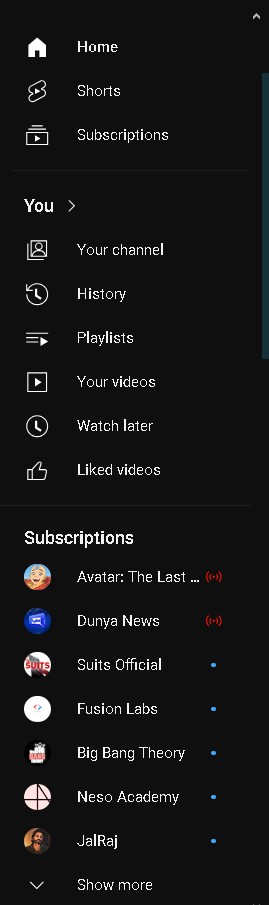 Home
Shorts
Subscriptions
You
Your channel
History
Playlists
Your videos
Watch later
Liked videos
Subscriptions
Avatar: The Last ...
Dunya News
SUITS Suits Official
Fusion Labs
Big Bang Theory
Neso Academy
JalRaj
Show more